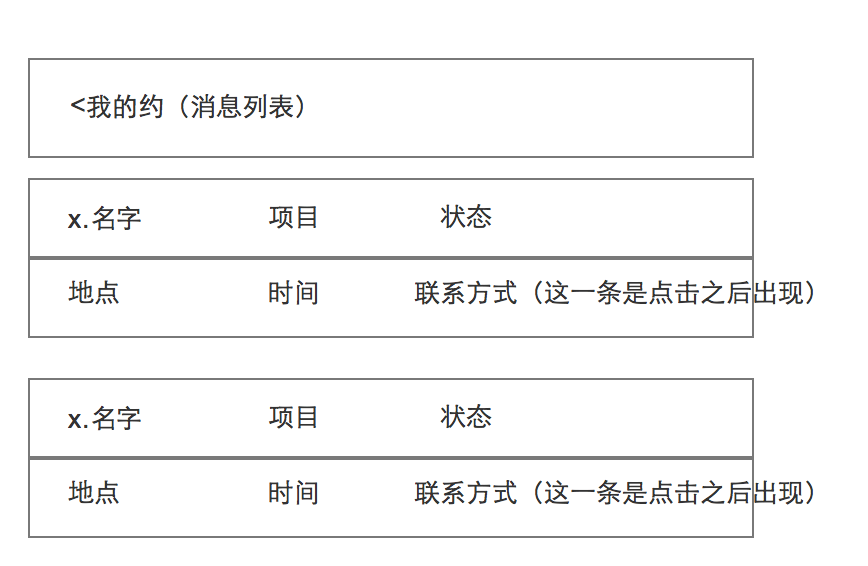 <我的约（消息列表）
x.名字 项目 状态
地点 时间 联系方式（这一条是点击之后出现）
x.名字 项目 状态
地点 时间 联系方式（这一条是点击之后出现）